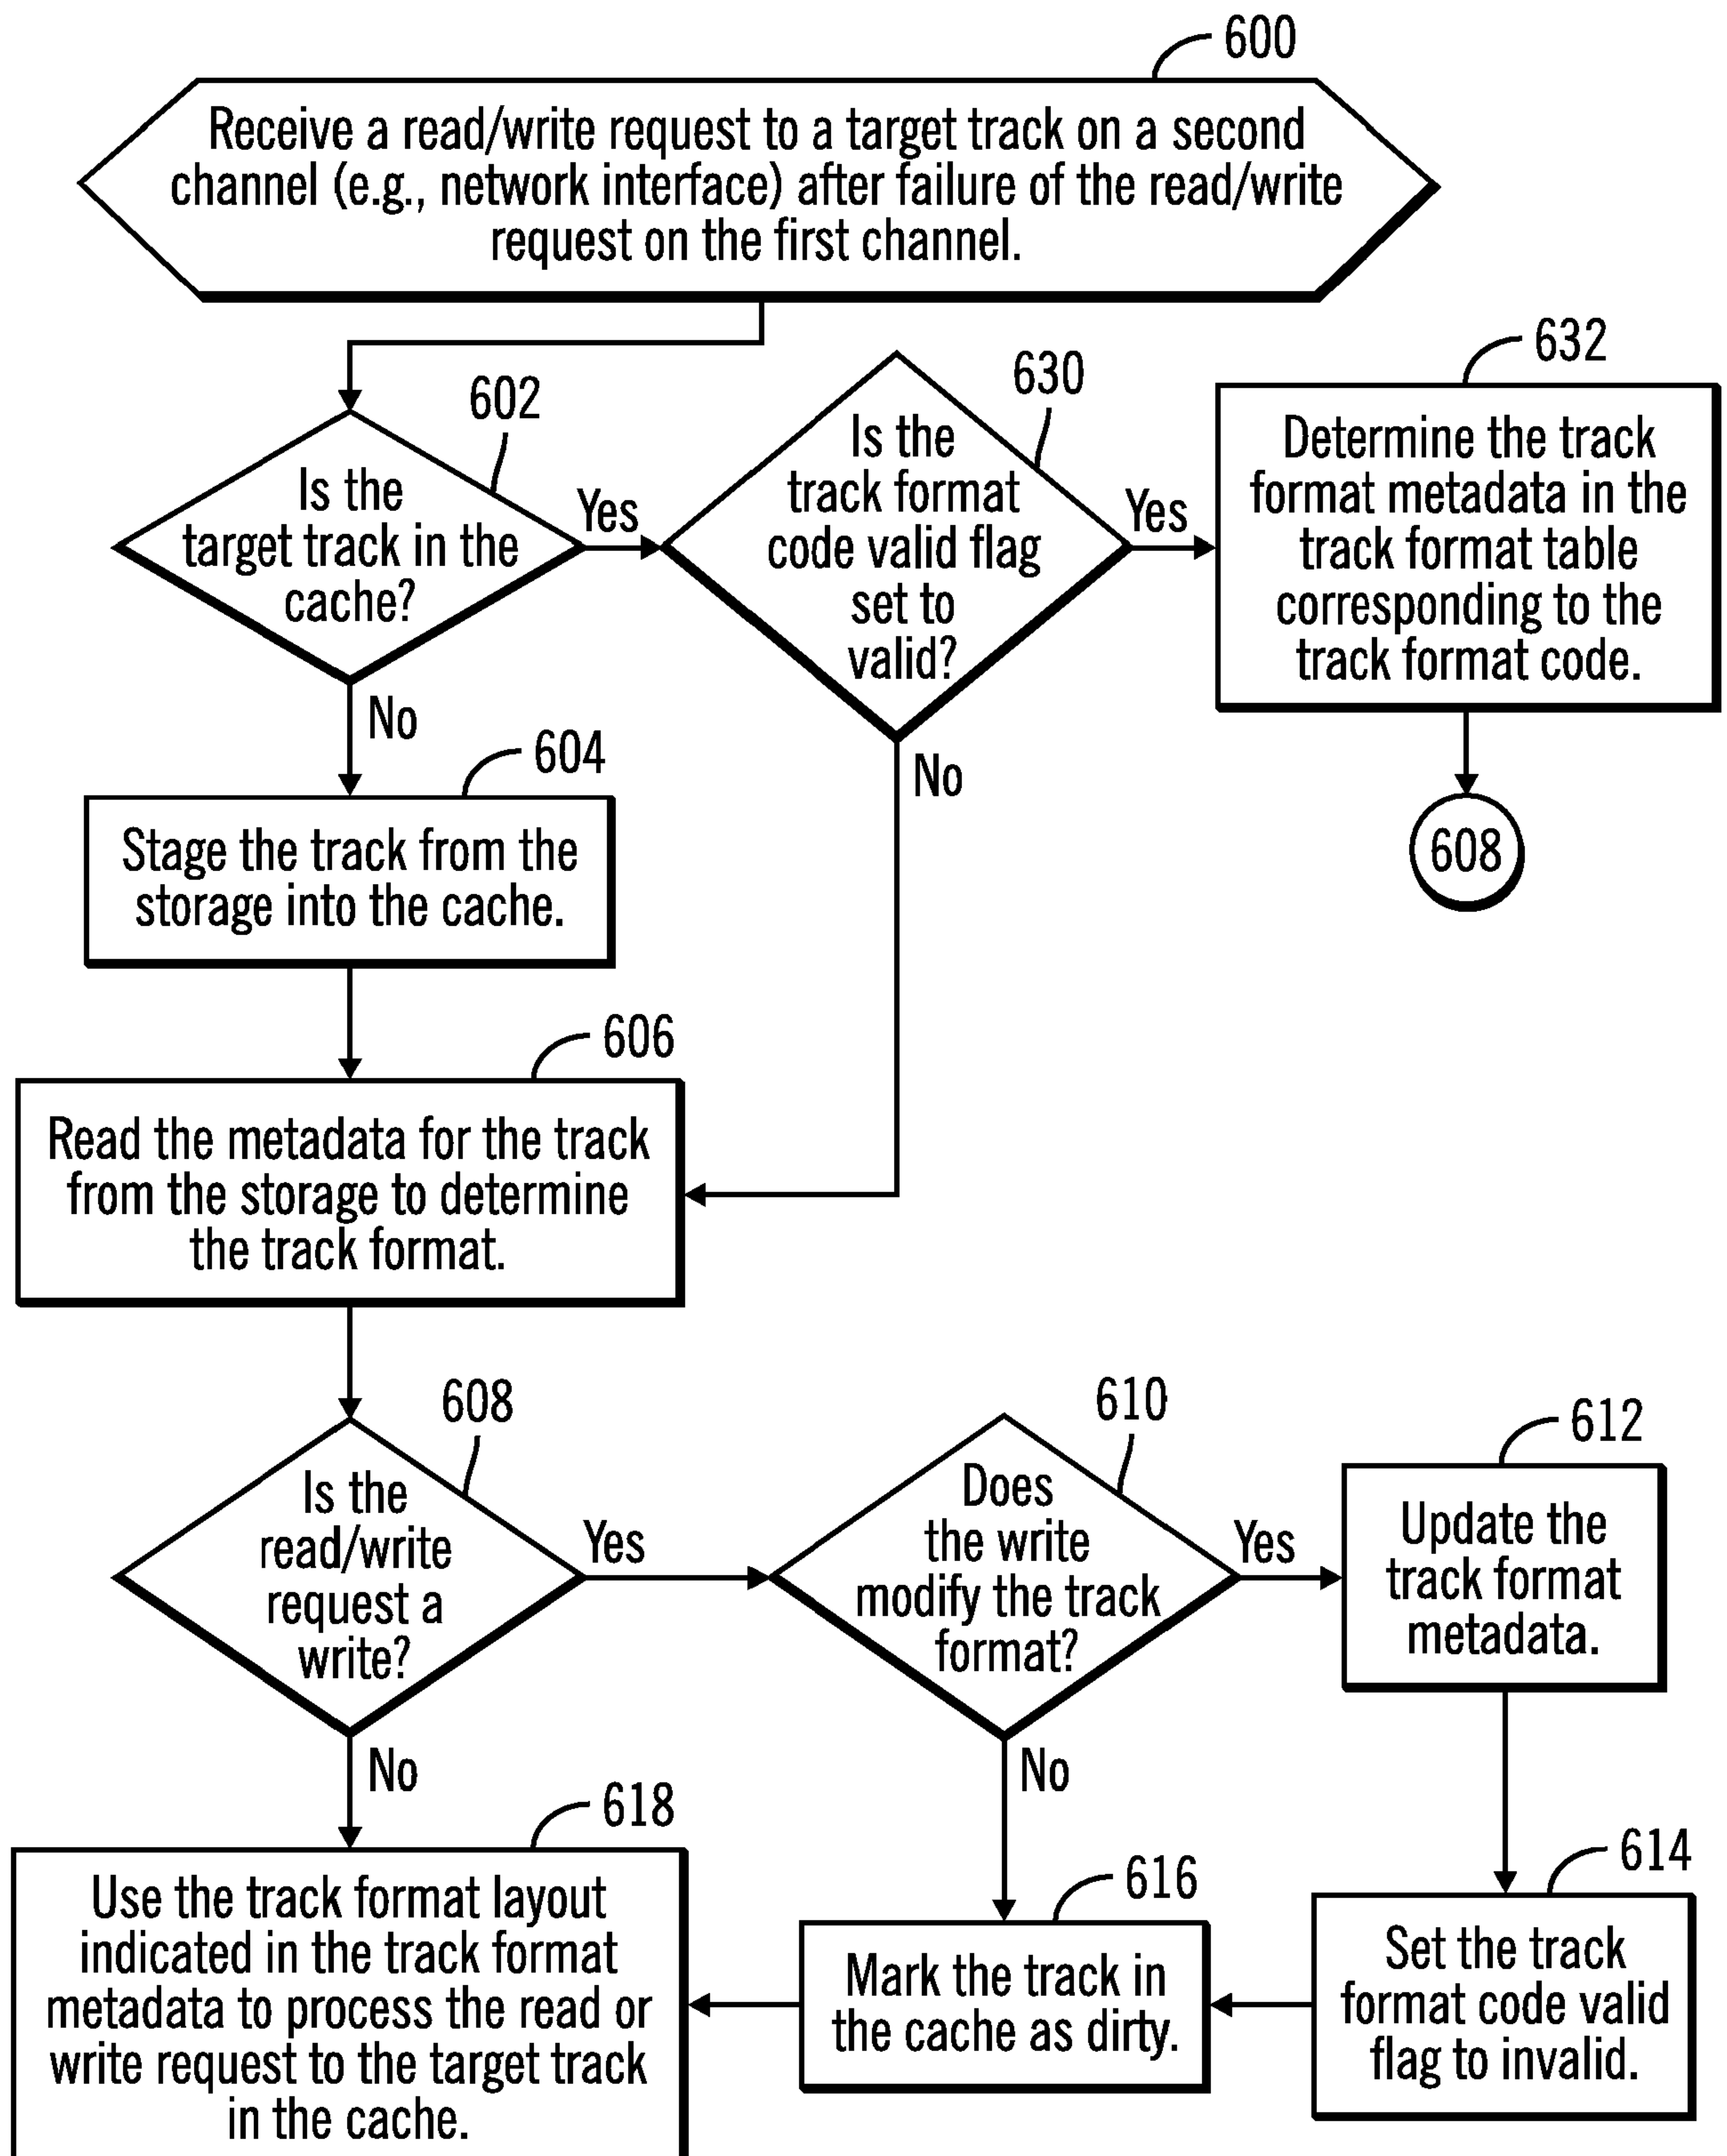 600
Receive a read/write request to a target track on a second
channel (e.g., network interface) after failure of the read/write
request on the first channel.
602
Is the
target track in the
cache?
Yes
No
630
Is the
track format
code valid flag
set to
valid?
Yes
No
632
Determine the track
format metadata in the
track format table
corresponding to the
track format code.
608
604
Stage the track from the
storage into the cache.
606
Read the metadata for the track
from the storage to determine
the track format.
608
Is the
read/write
request a
write?
Yes
No
610
Does
the write
modify the track
format?
Yes
No
612
Update the
track format
metadata.
614
Set the track
format code valid
flag to invalid.
616
Mark the track in
the cache as dirty.
618
Use the track format layout
indicated in the track format
metadata to process the read or
write request to the target track
in the cache.